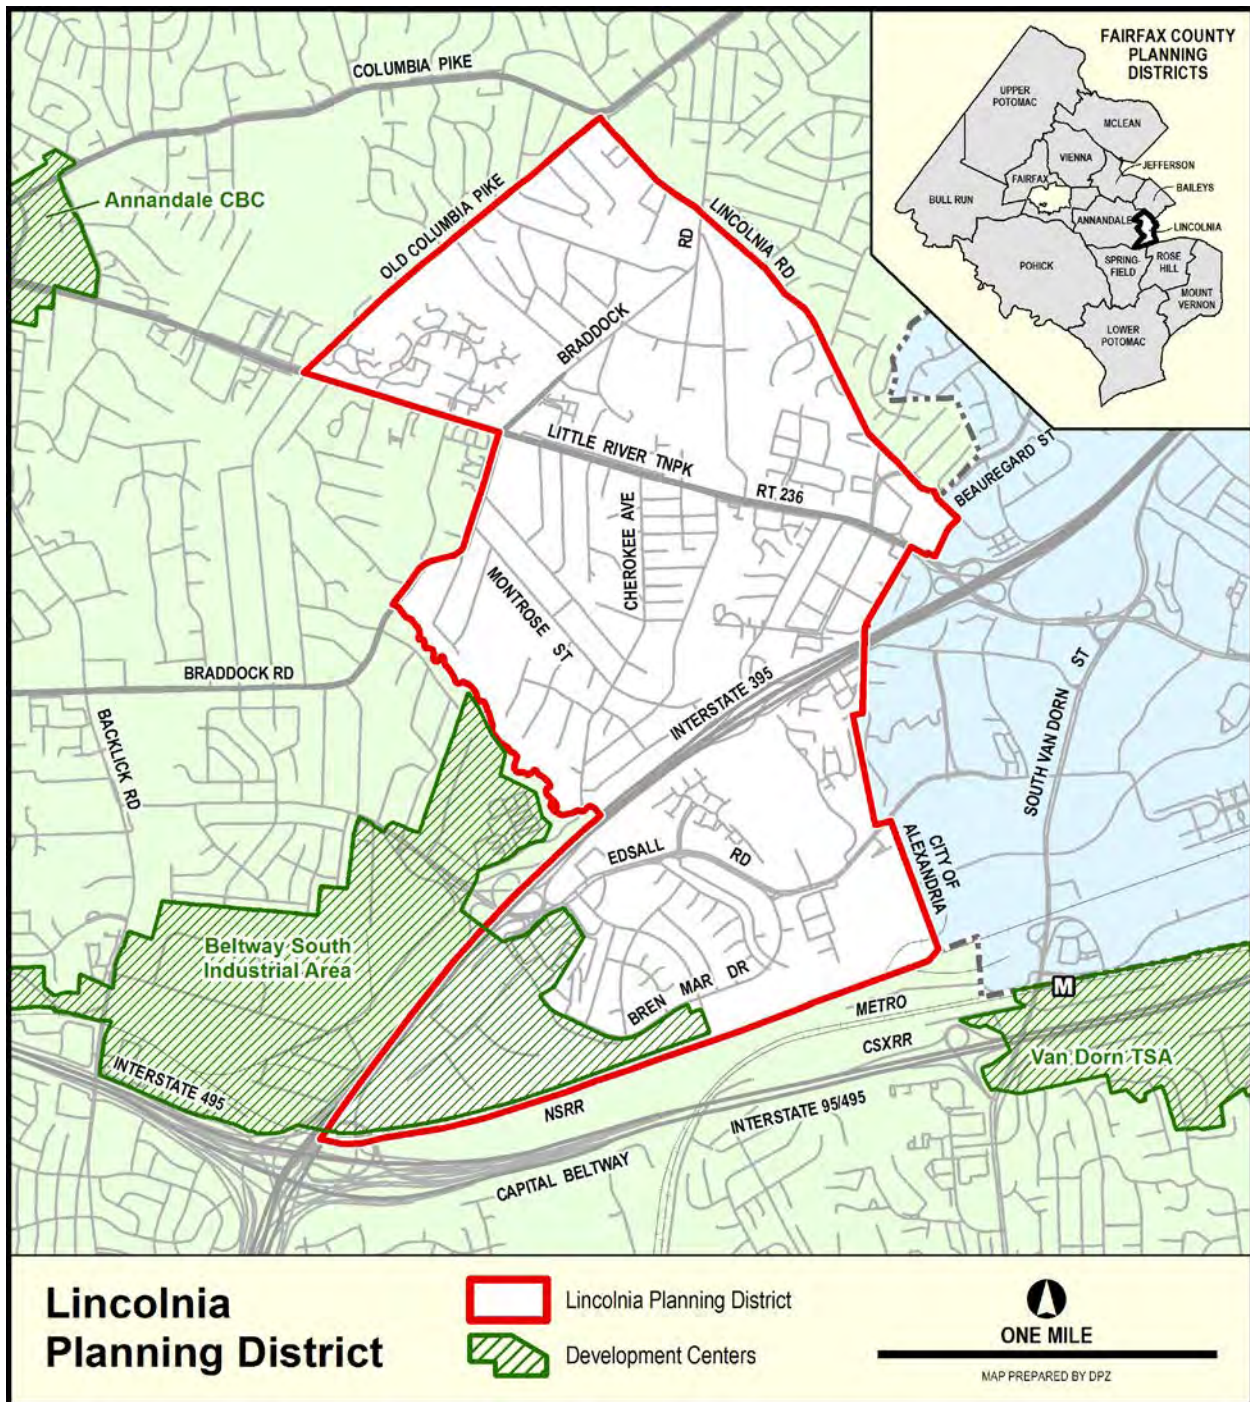 COLUMBIA PIKE
Annandale CBC
OLD COLUMBIA PIKE
LINCOLNIA RD
BRADDOCK
RD
FAIRFAX COUNTY
PLANNING
DISTRICTS
UPPER
POTOMAC
MCLEAN
VIENNA
JEFFERSON
FAIRFAX
BAILEYS
BULL RUN
ANNANDALE
LINCOLNIA
POHICK
SPRING-
FIELD
ROSE
HILL
MOUNT
VERNON
LOWER
POTOMAC
LITTLE RIVER TNPK
RT 236
BEAUREGARD ST
CHEROKEE AVE
MONTROSE ST
BRADDOCK RD
BACKLICK RD
INTERSTATE 395
SOUTH VAN DORN ST
EDSALL
RD
CITY OF
ALEXANDRIA
Beltway South
Industrial Area
BREN MAR DR
METRO
M
CSXRR
Van Dorn TSA
INTERSTATE 495
NSRR
INTERSTATE 95/495
CAPITAL BELTWAY
Lincolnia
Planning District
Lincolnia Planning District
Development Centers
ONE MILE
MAP PREPARED BY DPZ